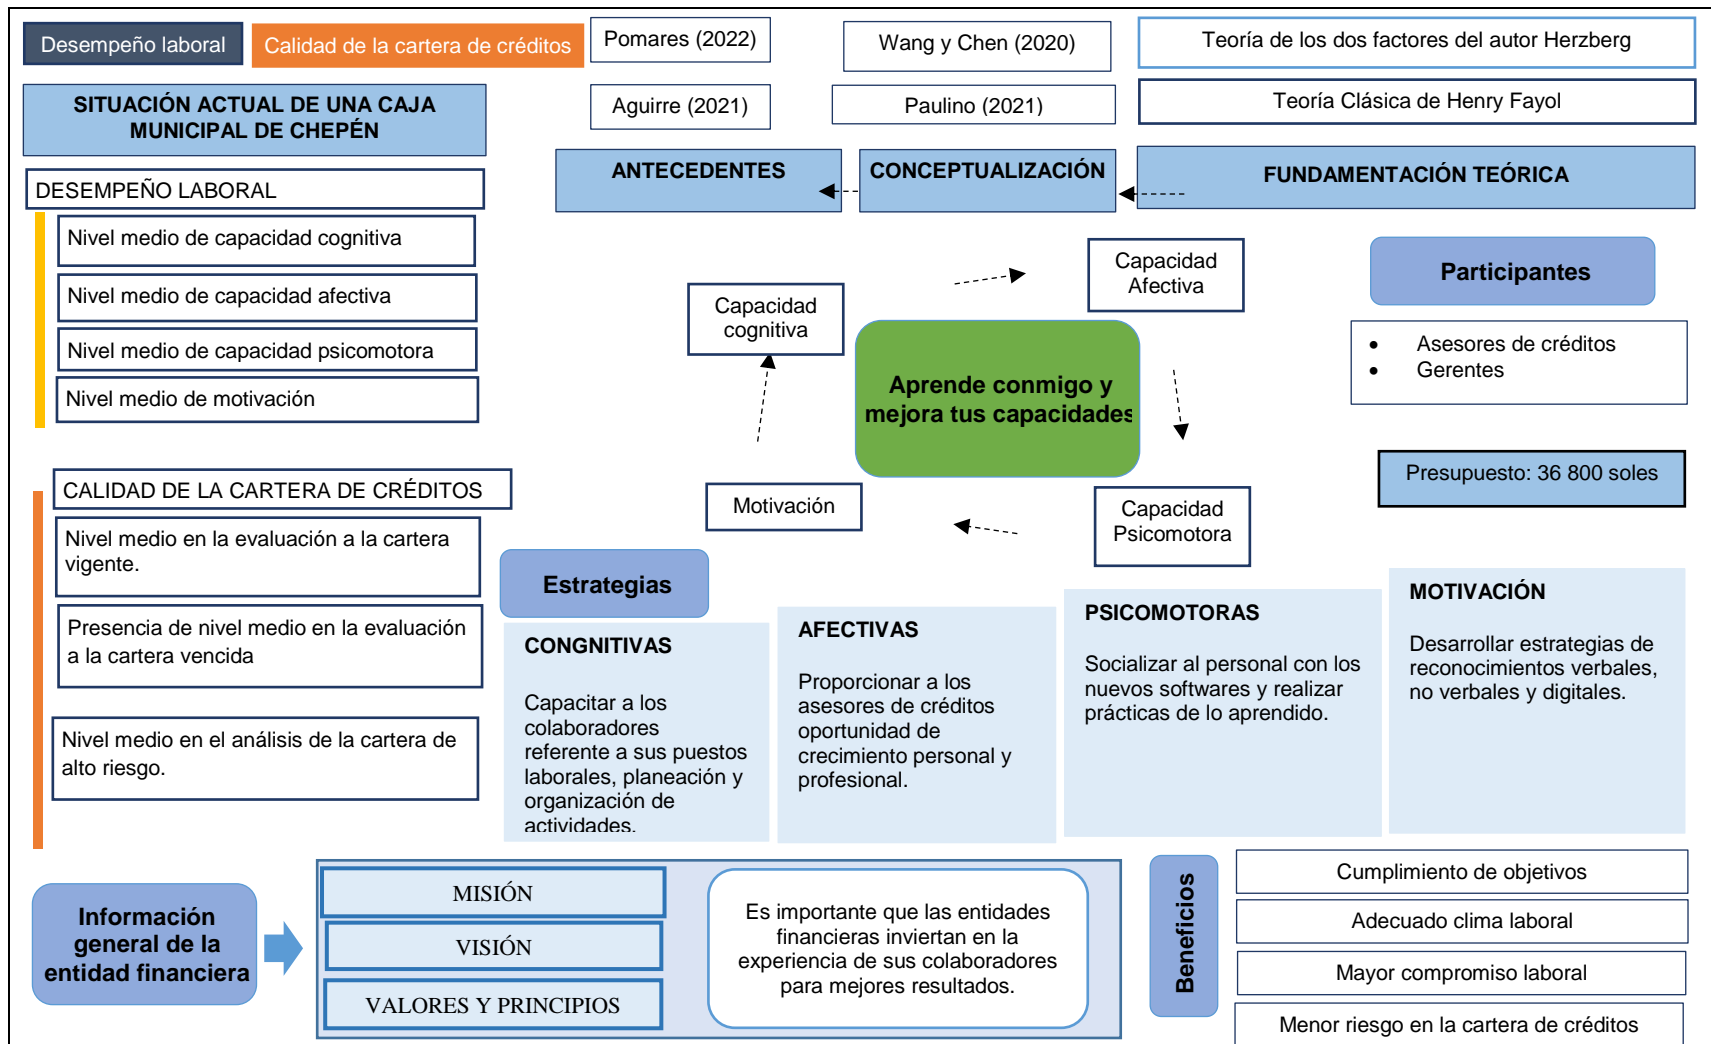 Desempeño laboral
Calidad de la cartera de créditos
Pomares (2022)
Wang y Chen (2020)
Teoría de los dos factores del autor Herzberg
Aguirre (2021)
Paulino (2021)
Teoría Clásica de Henry Fayol
SITUACIÓN ACTUAL DE UNA CAJA
MUNICIPAL DE CHEPÉN
ANTECEDENTES
CONCEPTUALIZACIÓN
FUNDAMENTACIÓN TEÓRICA
DESEMPEÑO LABORAL
Nivel medio de capacidad cognitiva
Nivel medio de capacidad afectiva
Nivel medio de capacidad psicomotora
Nivel medio de motivación
Capacidad
cognitiva
Capacidad
Afectiva
Aprende conmigo y
mejora tus capacidades
Motivación
Capacidad
Psicomotora
Participantes
• Asesores de créditos
• Gerentes
Presupuesto: 36 800 soles
CALIDAD DE LA CARTERA DE CRÉDITOS
Nivel medio en la evaluación a la cartera
vigente.
Presencia de nivel medio en la evaluación
a la cartera vencida
Nivel medio en el análisis de la cartera de
alto riesgo.
Estrategias
CONGNITIVAS
Capacitar a los
colaboradores
referente a sus puestos
laborales, planeación y
organización de
actividades.
AFECTIVAS
Proporcionar a los
asesores de créditos
oportunidad de
crecimiento personal y
profesional.
PSICOMOTORAS
Socializar al personal con los
nuevos softwares y realizar
prácticas de lo aprendido.
MOTIVACIÓN
Desarrollar estrategias de
reconocimientos verbales,
no verbales y digitales.
Información
general de la
entidad financiera
MISIÓN
VISIÓN
VALORES Y PRINCIPIOS
Es importante que las entidades
financieras inviertan en la
experiencia de sus colaboradores
para mejores resultados.
Beneficios
Cumplimiento de objetivos
Adecuado clima laboral
Mayor compromiso laboral
Menor riesgo en la cartera de créditos